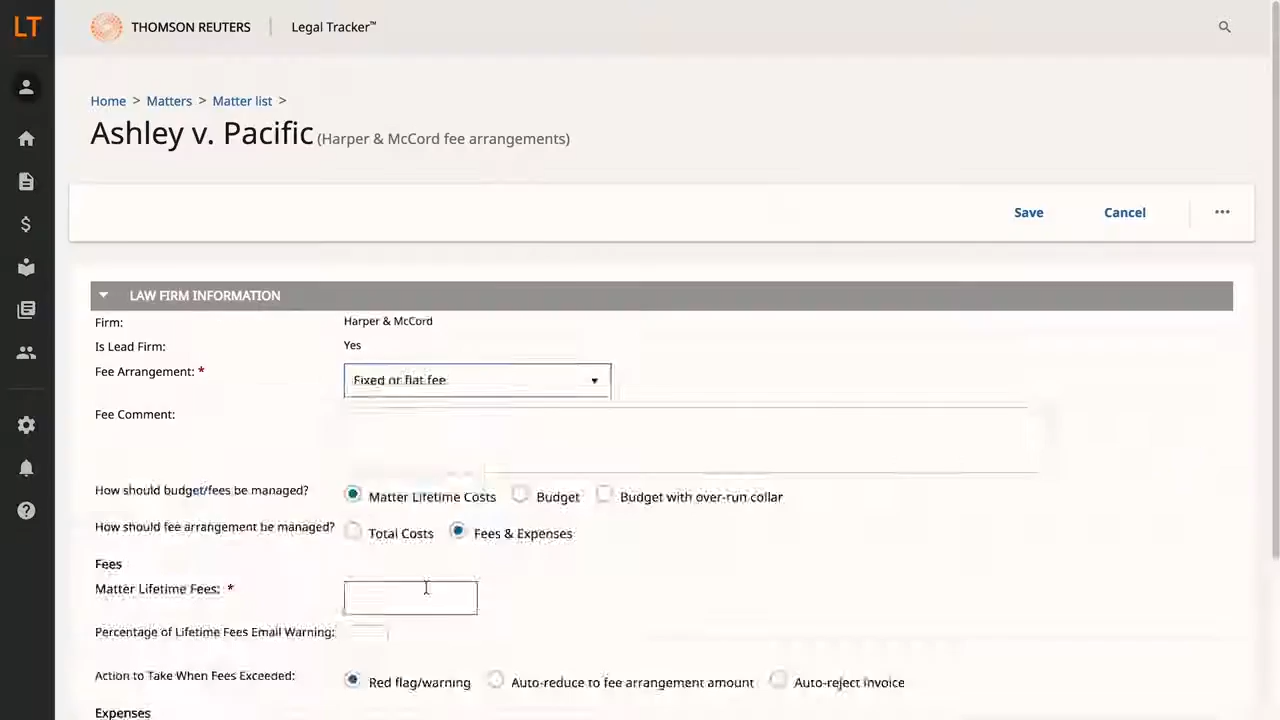 LT THOMSON REUTERS Legal Tracker™
Home > Matters > Matter list >
Ashley v. Pacific (Harper & McCord fee arrangements)
Save Cancel ...
LAW FIRM INFORMATION
Firm: Harper & McCord
Is Lead Firm: Yes
Fee Arrangement: * Fixed or flat fee
Fee Comment:
How should budget/fees be managed? Matter Lifetime Costs Budget Budget with over-run collar
How should fee arrangement be managed? Total Costs Fees & Expenses
Fees
Matter Lifetime Fees: *
Percentage of Lifetime Fees Email Warning:
Action to Take When Fees Exceeded: Red flag/warning Auto-reduce to fee arrangement amount Auto-reject invoice
Expenses